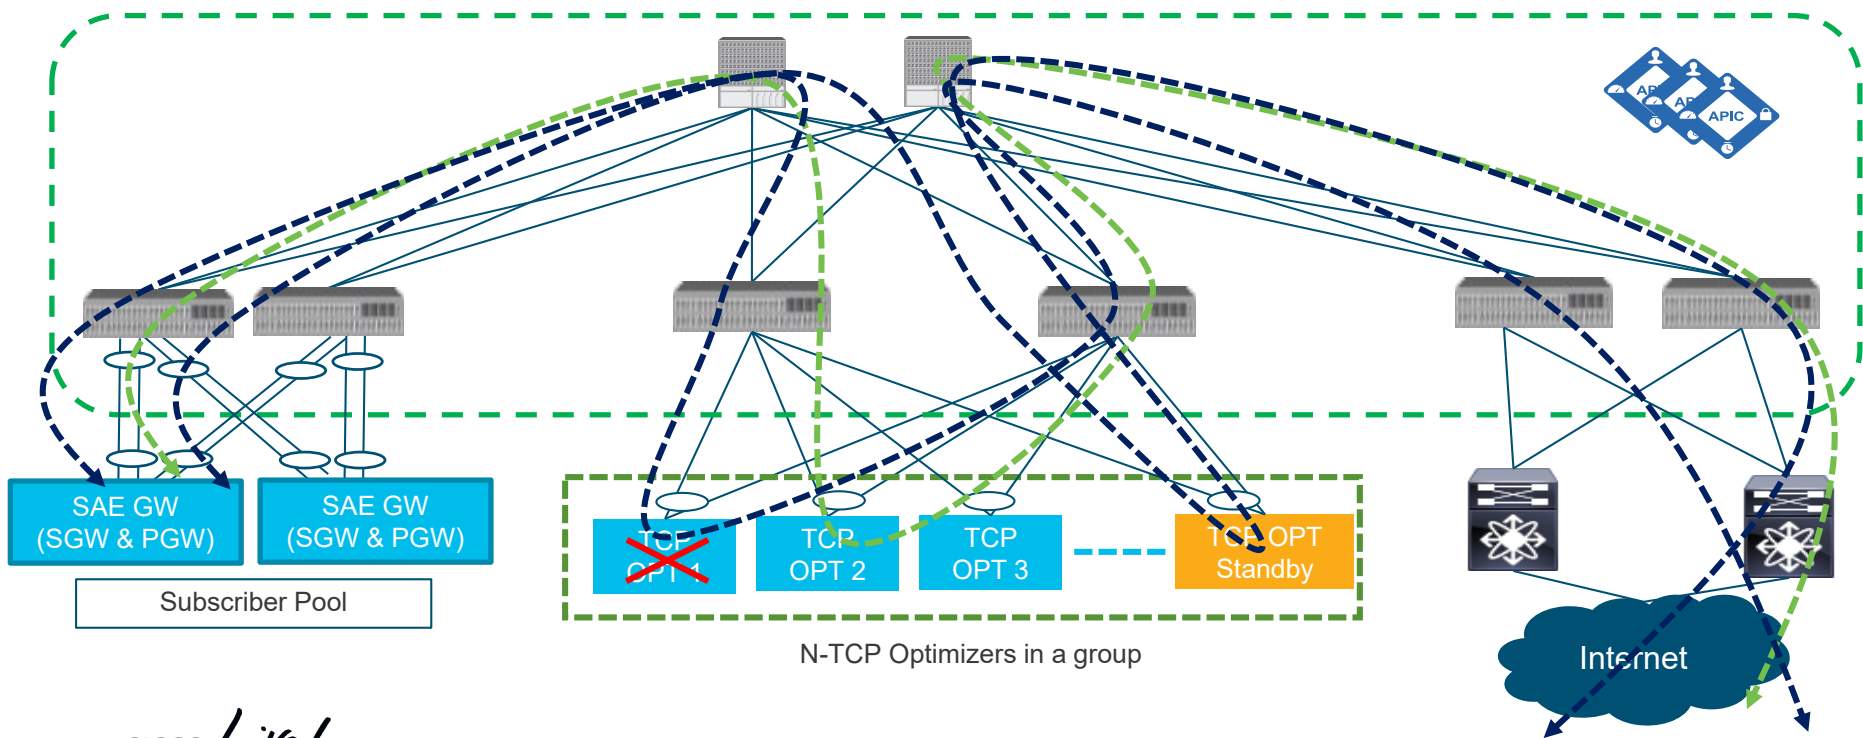 APIC
SAE GW
(SGW & PGW)
SAE GW
(SGW & PGW)
Subscriber Pool
TCP
OPT 1
TCP
OPT 2
TCP
OPT 3
TCP OPT
Standby
N-TCP Optimizers in a group
Internet